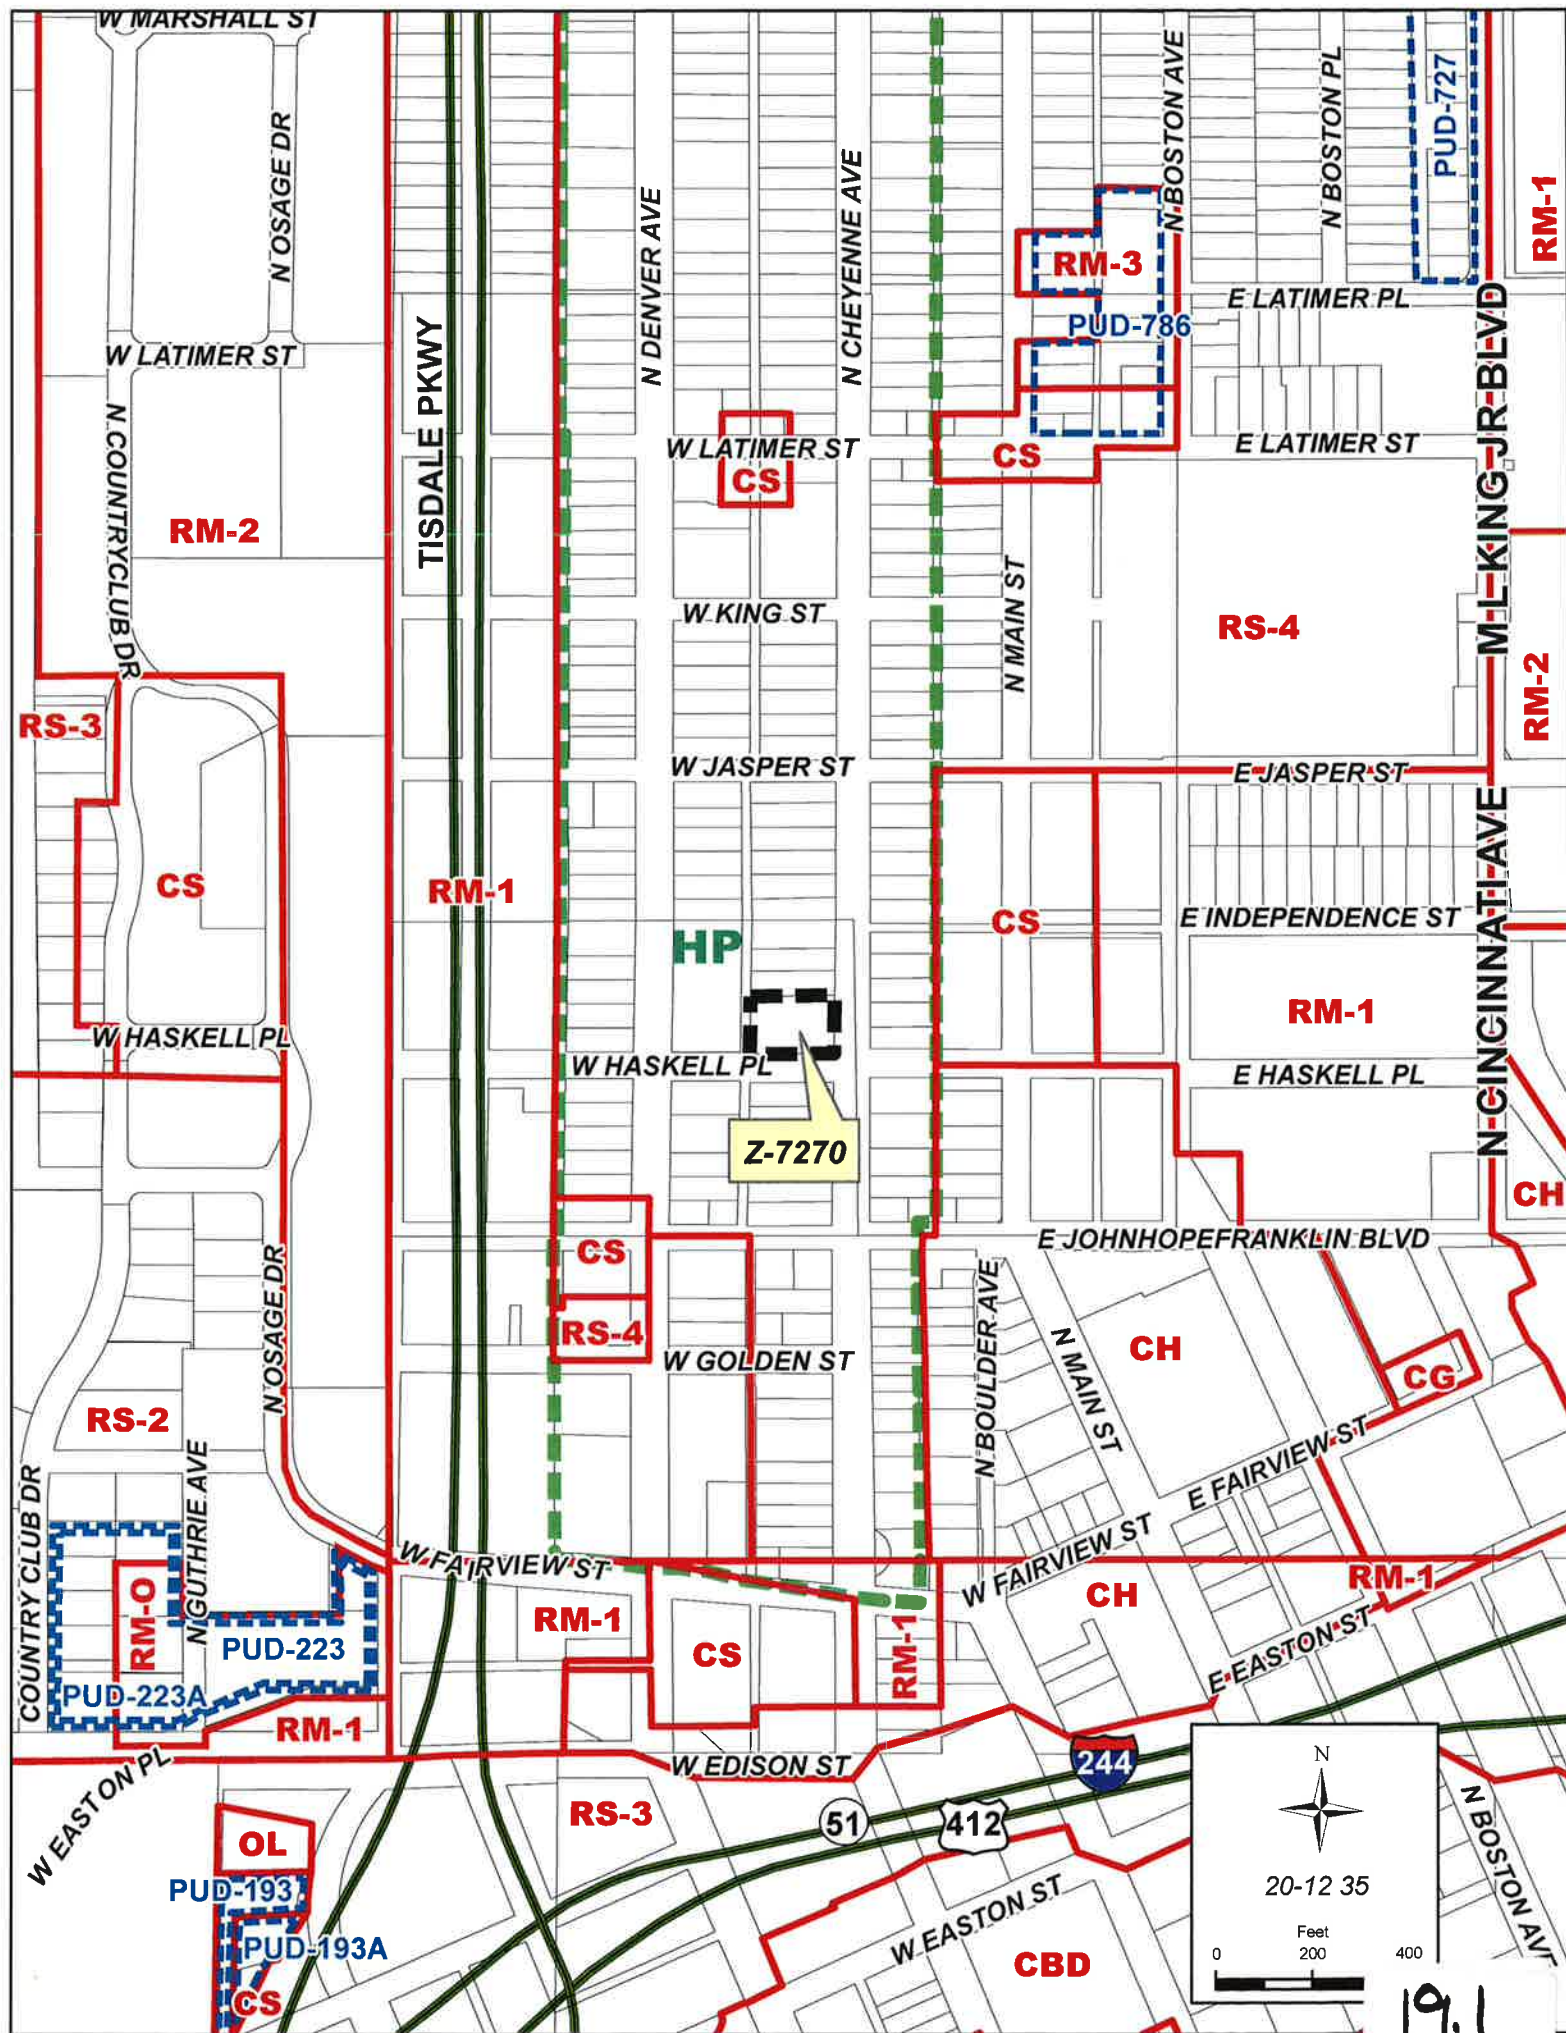 W MARSHALL ST
N OSAGE DR
N BOSTON AVE
N BOSTON PL
PUD-727
RM-1
N DENVER AVE
N CHEYENNE AVE
RM-3
E LATIMER PL
PUD-786
W LATIMER ST
TISDALE PKWY
N COUNTRYCLUB DR
M L KING JR BLVD
W LATIMER ST
CS
CS
E LATIMER ST
RM-2
W KING ST
N MAIN ST
RS-4
RM-2
RS-3
W JASPER ST
E JASPER ST
CS
RM-1
CS
E INDEPENDENCE ST
N CINCINNATI AVE
HP
RM-1
W HASKELL PL
W HASKELL PL
E HASKELL PL
Z-7270
CH
E JOHNHOPEFRANKLIN BLVD
CS
N OSAGE DR
N BOULDER AVE
N MAIN ST
RS-4
W GOLDEN ST
CH
CG
RS-2
N GUTHRIE AVE
COUNTRY CLUB DR
E FAIRVIEW ST
W FAIRVIEW ST
W FAIRVIEW ST
RM-1
CH
RM-O
RM-1
RM-1
CS
PUD-223
PUD-223A
E EASTON ST
RM-1
W EASTON PL
W EDISON ST
244
RS-3
51
412
OL
N BOSTON AVE
PUD-193
PUD-193A
CS
W EASTON ST
CBD
N
20-12 35
Feet
0 200 400
19.1